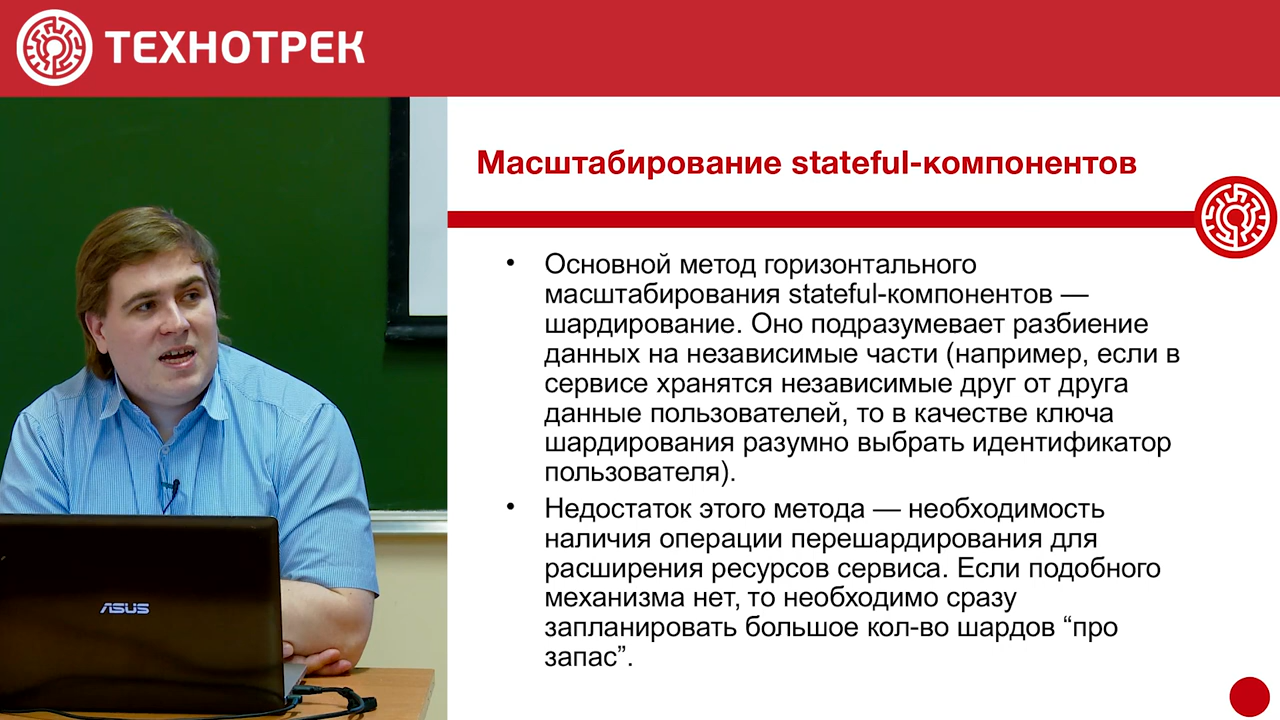 ТЕХНОТРЕК
Масштабирование stateful-компонентов
• Основной метод горизонтального
масштабирования stateful-компонентов —
шардирование. Оно подразумевает разбиение
данных на независимые части (например, если в
сервисе хранятся независимые друг от друга
данные пользователей, то в качестве ключа
шардирования разумно выбрать идентификатор
пользователя).
• Недостаток этого метода — необходимость
наличия операции перешардирования для
расширения ресурсов сервиса. Если подобного
механизма нет, то необходимо сразу
запланировать большое кол-во шардов “про
запас”.
ASUS